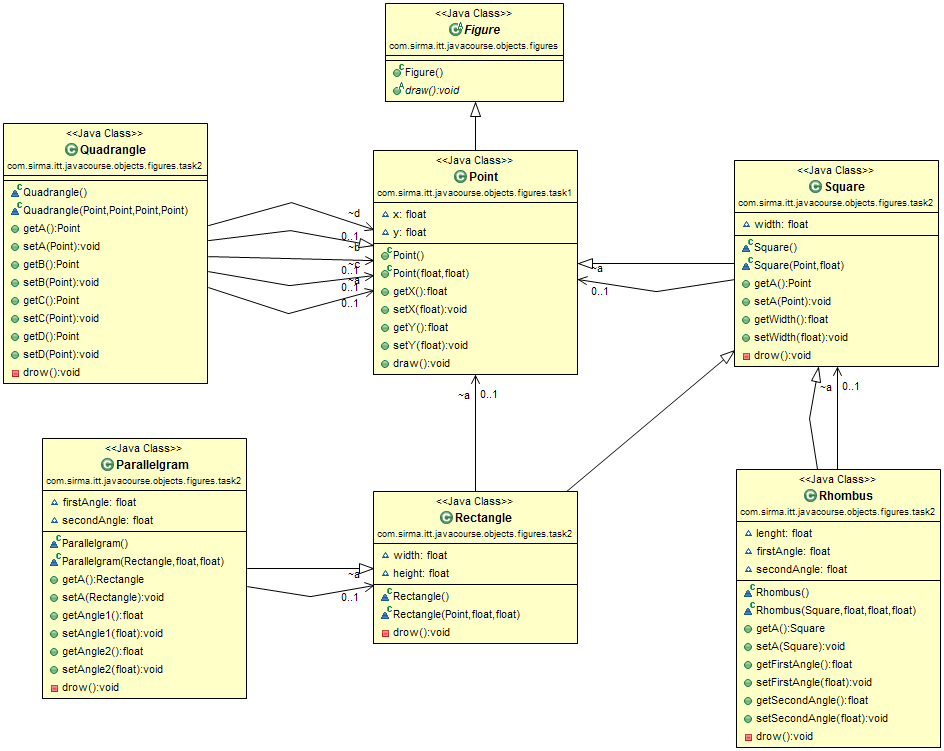 <<Java Class>>
Figure
com.sirma.itt.javacourse.objects.figures
Figure()
draw():void
<<Java Class>>
Quadrangle
com.sirma.itt.javacourse.objects.figures.task2
Quadrangle()
Quadrangle(Point,Point,Point,Point)
getA():Point
setA(Point):void
getB():Point
setB(Point):void
getC():Point
setC(Point):void
getD():Point
setD(Point):void
drow():void
~d
0..1
~b
~c
0..1
~a
0..1
0..1
<<Java Class>>
Point
com.sirma.itt.javacourse.objects.figures.task1
x: float
y: float
Point()
Point(float,float)
getX():float
setX(float):void
getY():float
setY(float):void
draw():void
~a
0..1
<<Java Class>>
Square
com.sirma.itt.javacourse.objects.figures.task2
width: float
Square()
Square(Point,float)
getA():Point
setA(Point):void
getWidth():float
setWidth(float):void
drow():void
~a
0..1
~a
0..1
<<Java Class>>
Parallelgram
com.sirma.itt.javacourse.objects.figures.task2
firstAngle: float
secondAngle: float
Parallelgram()
Parallelgram(Rectangle,float,float)
getA():Rectangle
setA(Rectangle):void
getAngle1():float
setAngle1(float):void
getAngle2():float
setAngle2(float):void
drow():void
~a
0..1
<<Java Class>>
Rectangle
com.sirma.itt.javacourse.objects.figures.task2
width: float
height: float
Rectangle()
Rectangle(Point,float,float)
drow():void
<<Java Class>>
Rhombus
com.sirma.itt.javacourse.objects.figures.task2
lenght: float
firstAngle: float
secondAngle: float
Rhombus()
Rhombus(Square,float,float,float)
getA():Square
setA(Square):void
getFirstAngle():float
setFirstAngle(float):void
getSecondAngle():float
setSecondAngle(float):void
drow():void